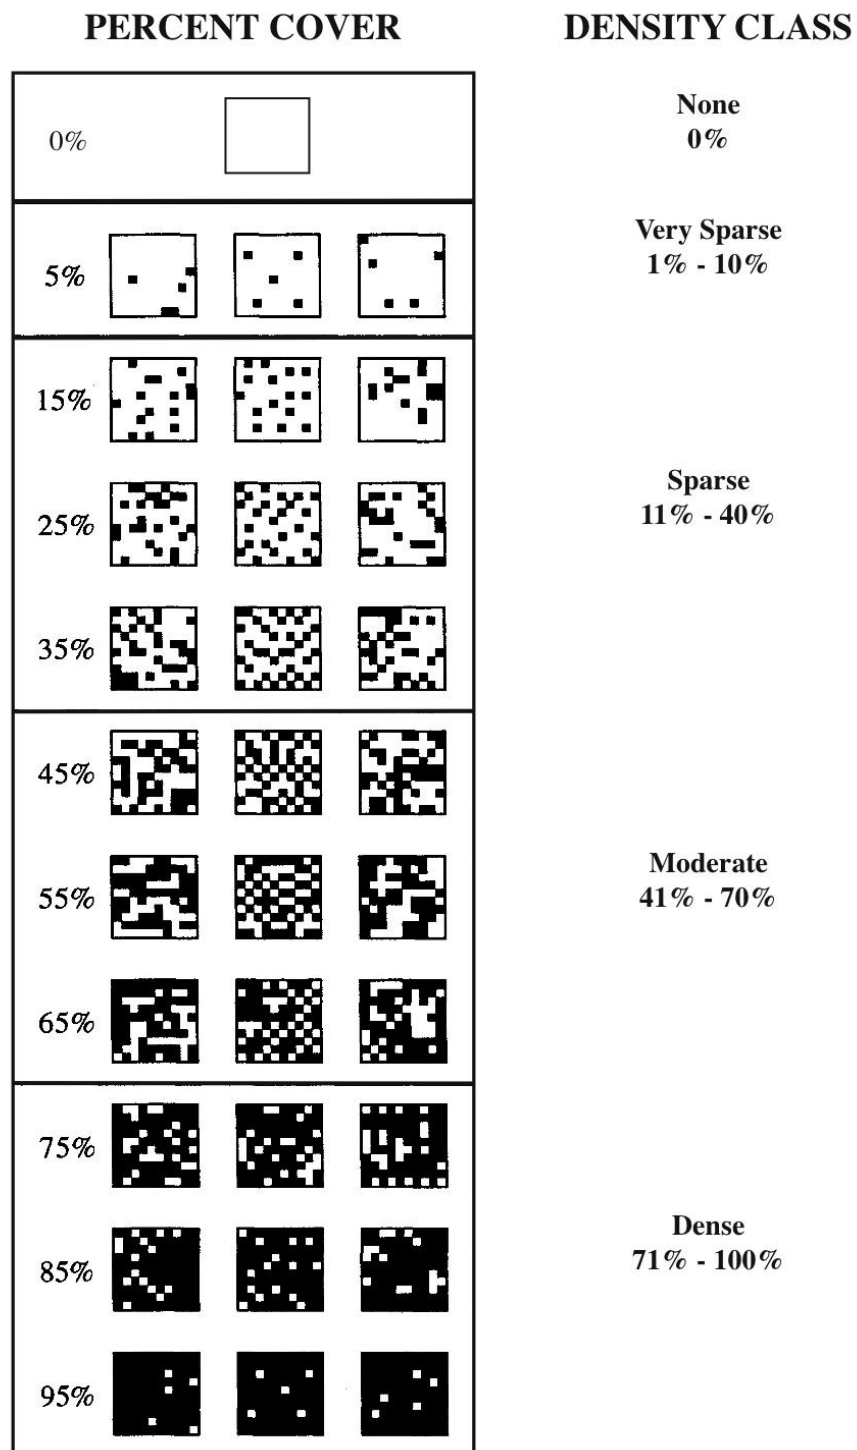 PERCENT COVER
DENSITY CLASS
0%
None
0%
5%
Very Sparse
1% - 10%
15%
25%
35%
Sparse
11% - 40%
45%
55%
65%
Moderate
41% - 70%
75%
85%
95%
Dense
71% - 100%